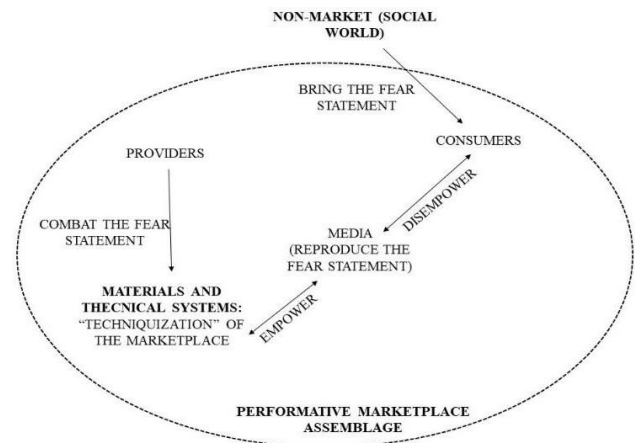 NON-MARKET (SOCIAL
WORLD)
BRING THE FEAR
STATEMENT
CONSUMERS
PROVIDERS
DISEMPOWER
COMBAT THE FEAR
STATEMENT
MEDIA
(REPRODUCE THE
FEAR STATEMENT)
MATERIALS AND
THECNICAL SYSTEMS:
“TECHNIQUIZATION” OF
THE MARKETPLACE
EMPOWER
PERFORMATIVE MARKETPLACE
ASSEMBLAGE